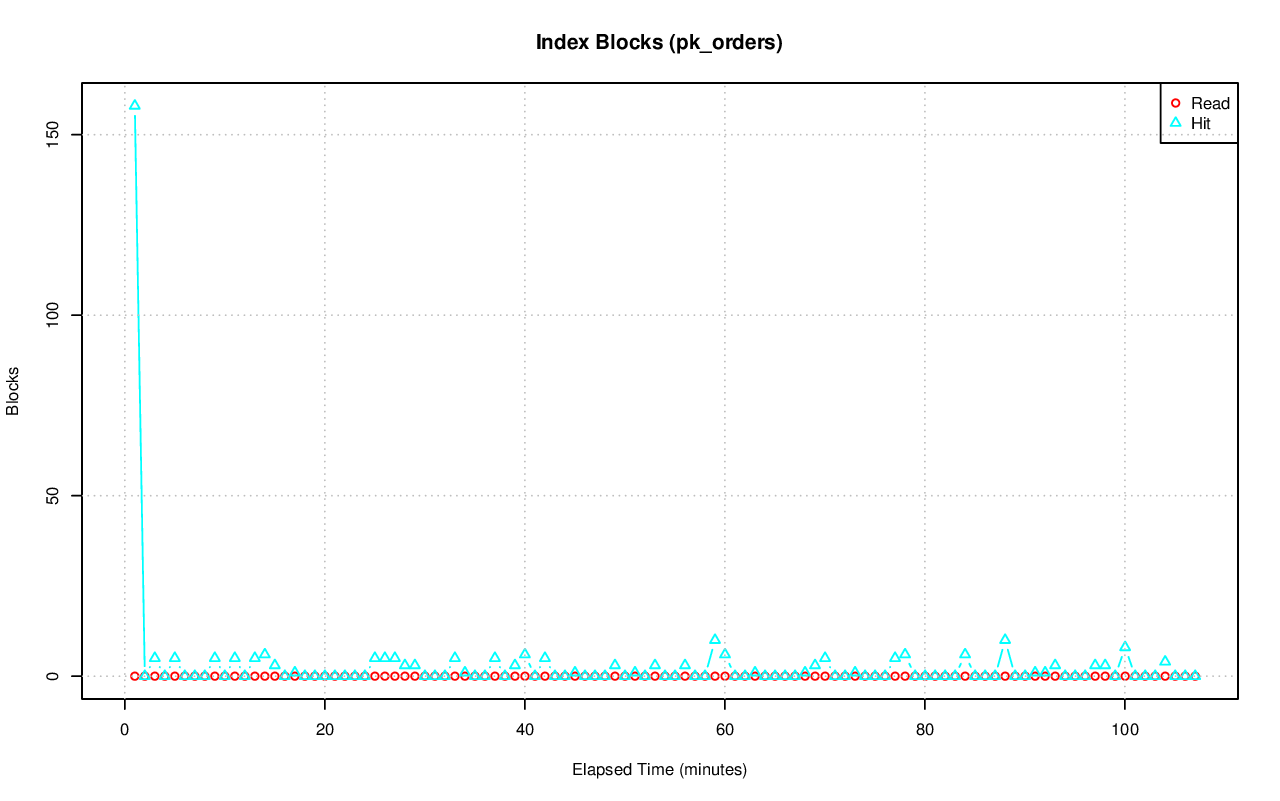 Index Blocks (pk_orders)
Read
Hit
150
100
50
0
Blocks
0 20 40 60 80 100
Elapsed Time (minutes)